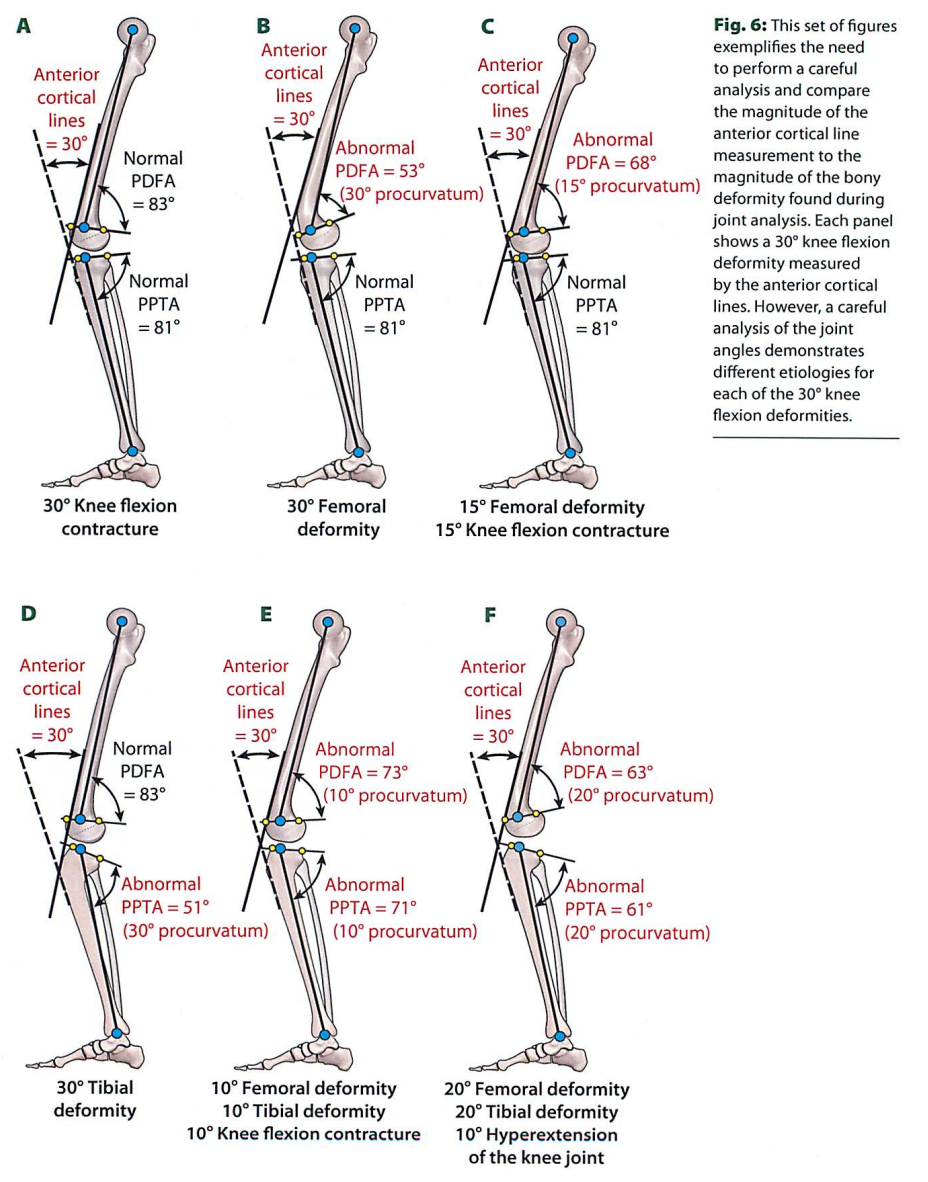 A
Anterior
cortical
lines
= 30°
Normal
PDFA
= 83°
Normal
PPTA
= 81°
30° Knee flexion
contracture
B
Anterior
cortical
lines
= 30°
Abnormal
PDFA = 53°
(30° procurvatum)
Normal
PPTA
= 81°
30° Femoral
deformity
C
Anterior
cortical
lines
= 30°
Abnormal
PDFA = 68°
(15° procurvatum)
Normal
PPTA
= 81°
15° Femoral deformity
15° Knee flexion contracture
Fig. 6: This set of figures
exemplifies the need
to perform a careful
analysis and compare
the magnitude of the
anterior cortical line
measurement to the
magnitude of the bony
deformity found during
joint analysis. Each panel
shows a 30° knee flexion
deformity measured
by the anterior cortical
lines. However, a careful
analysis of the joint
angles demonstrates
different etiologies for
each of the 30° knee
flexion deformities.
D
Anterior
cortical
lines
= 30°
Normal
PDFA
= 83°
Abnormal
PPTA = 51°
(30° procurvatum)
30° Tibial
deformity
E
Anterior
cortical
lines
= 30°
Abnormal
PDFA = 73°
(10° procurvatum)
Abnormal
PPTA = 71°
(10° procurvatum)
10° Femoral deformity
10° Tibial deformity
10° Knee flexion contracture
F
Anterior
cortical
lines
= 30°
Abnormal
PDFA = 63°
(20° procurvatum)
Abnormal
PPTA = 61°
(20° procurvatum)
20° Femoral deformity
20° Tibial deformity
10° Hyperextension
of the knee joint